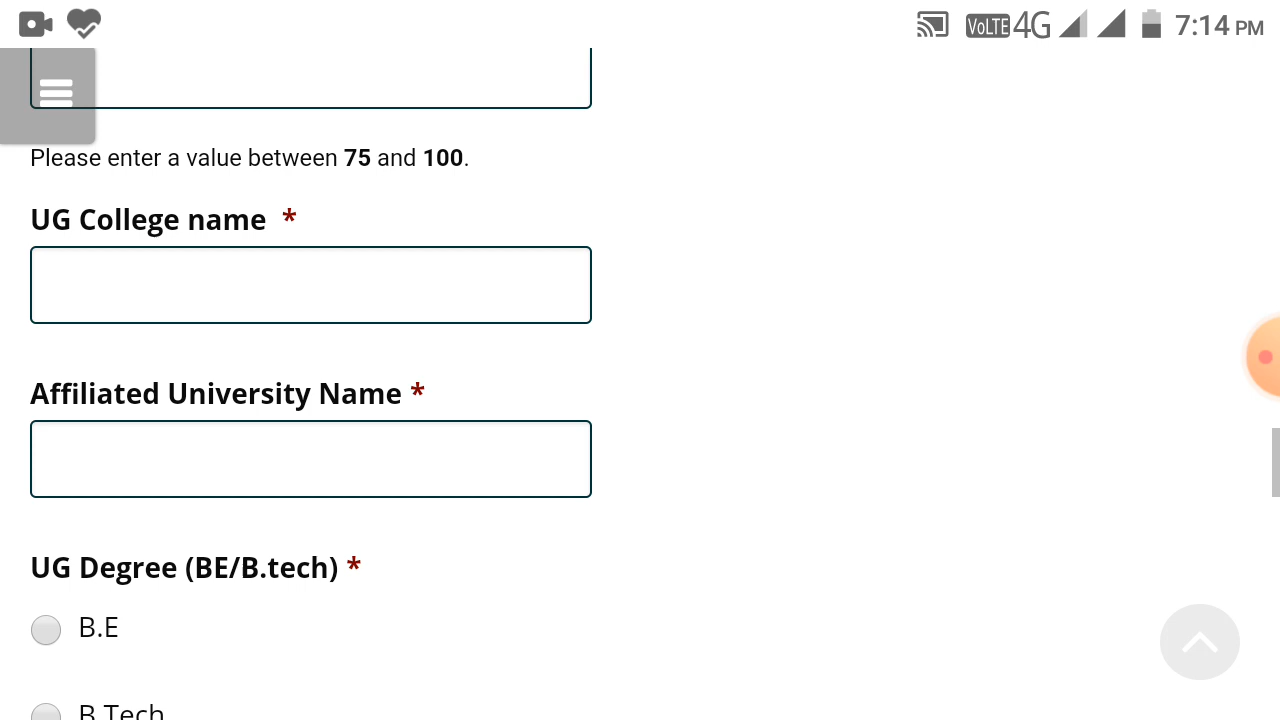 VoLTE 4G 7:14 PM
Please enter a value between 75 and 100.
UG College name *
Affiliated University Name *
UG Degree (BE/B.tech) *
B.E
B.Tech